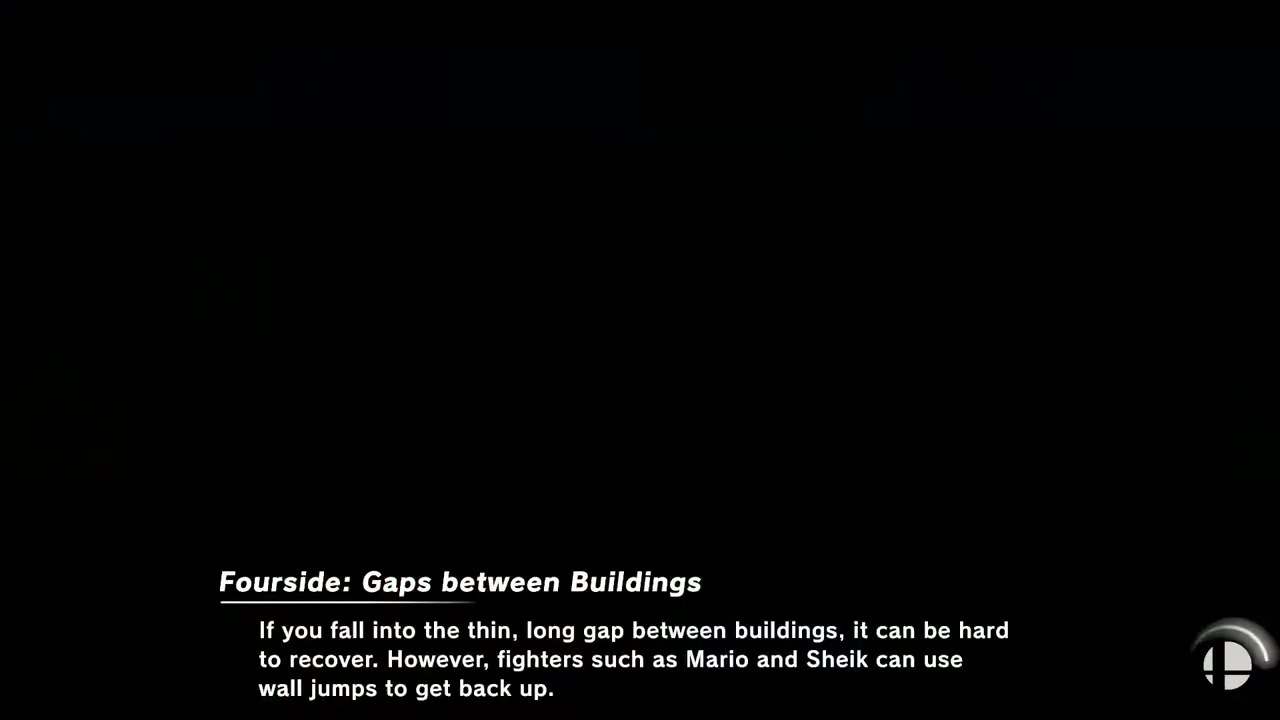 Fourside: Gaps between Buildings
If you fall into the thin, long gap between buildings, it can be hard
to recover. However, fighters such as Mario and Sheik can use
wall jumps to get back up.